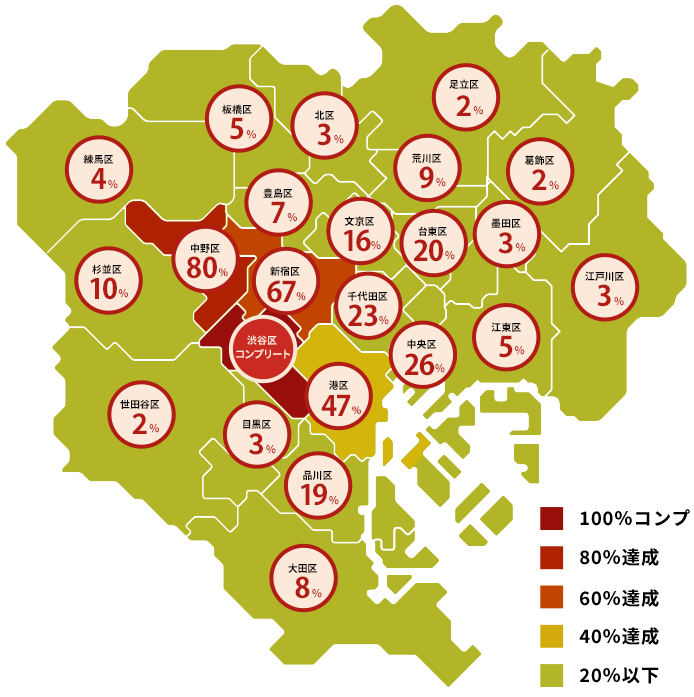 足立区
2%
板橋区
5%
北区
3%
練馬区
4%
荒川区
9%
葛飾区
2%
豊島区
7%
文京区
16%
台東区
20%
墨田区
3%
中野区
80%
新宿区
67%
杉並区
10%
江戸川区
3%
千代田区
23%
渋谷区
コンプリート
中央区
26%
江東区
5%
世田谷区
2%
港区
47%
目黒区
3%
品川区
19%
大田区
8%
100%コンプ
80%達成
60%達成
40%達成
20%以下